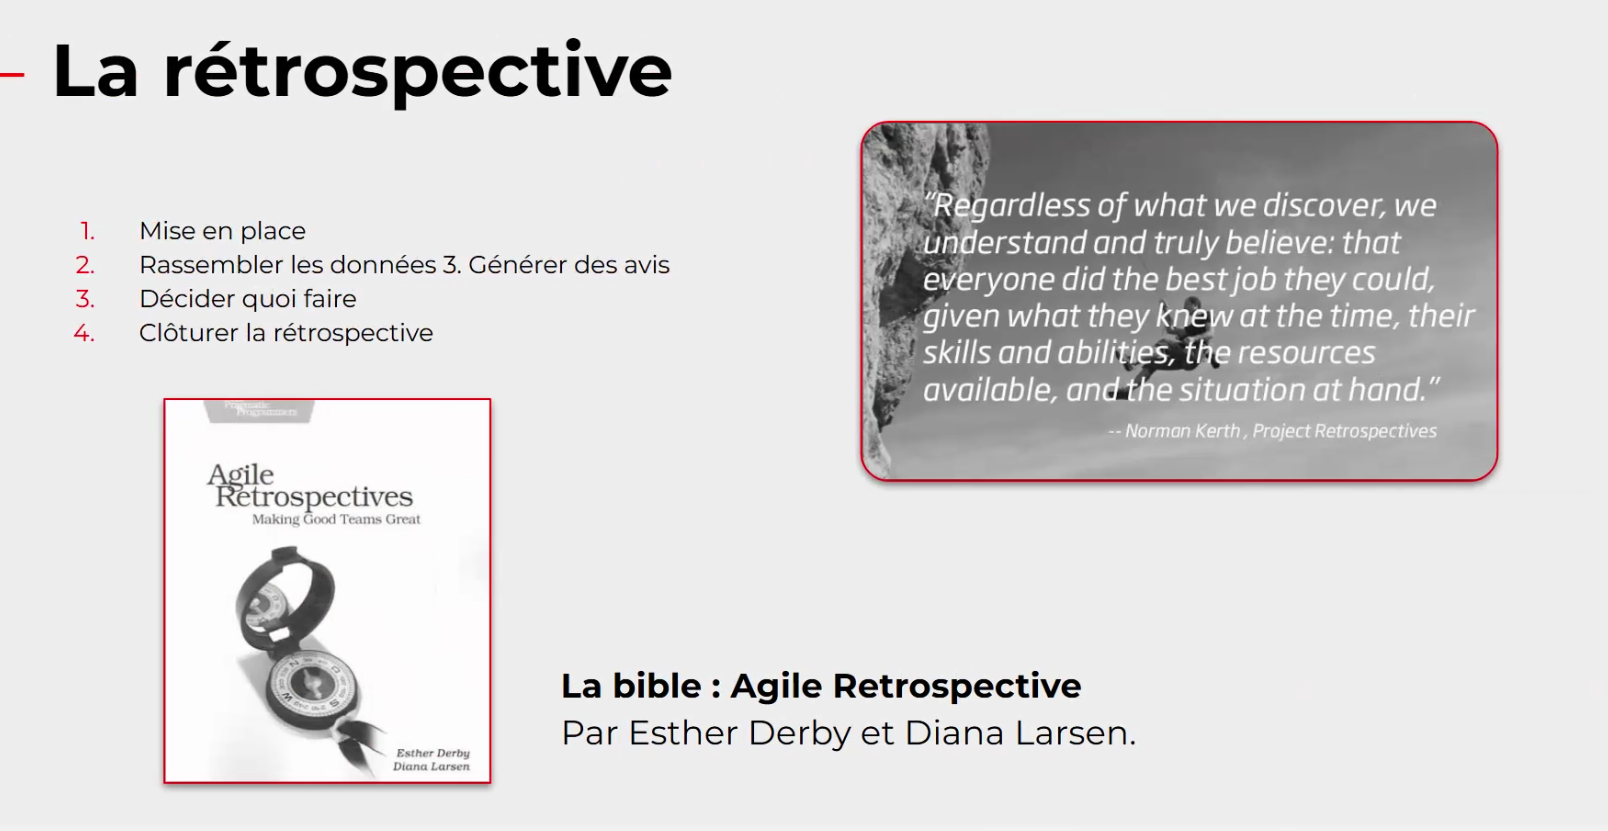 La rétrospective
1. Mise en place
2. Rassembler les données 3. Générer des avis
3. Décider quoi faire
4. Clôturer la rétrospective
“Regardless of what we discover, we
understand and truly believe: that
everyone did the best job they could,
given what they knew at the time, their
skills and abilities, the resources
available, and the situation at hand.”
-- Norman Kerth, Project Retrospectives
Pragmatic
Programmers
Agile
Retrospectives
Making Good Teams Great
Esther Derby
Diana Larsen
La bible : Agile Retrospective
Par Esther Derby et Diana Larsen.